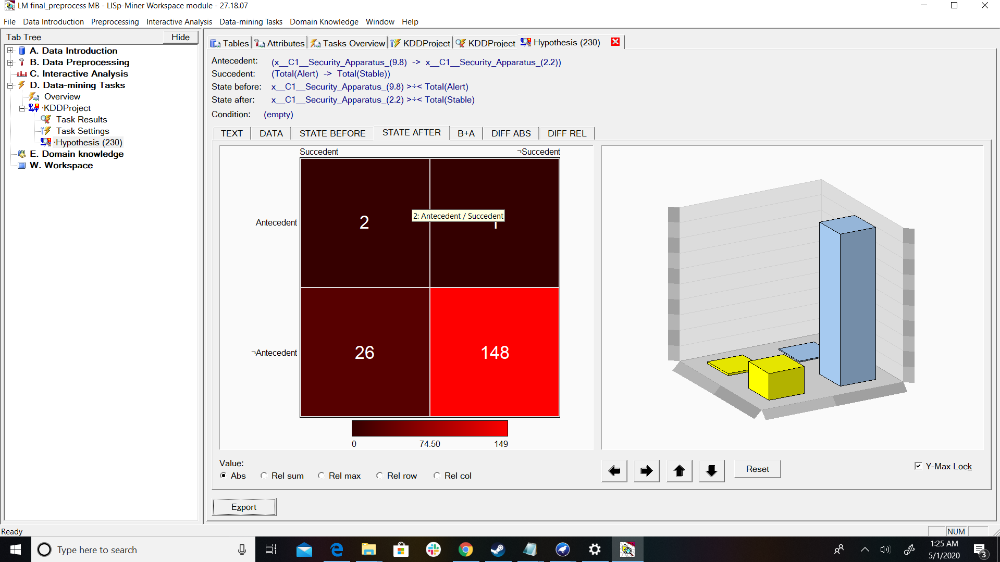 LM final_preprocess MB - LISp-Miner Workspace module - 27.18.07
File Data Introduction Preprocessing Interactive Analysis Data-mining Tasks Domain Knowledge Window Help
Tab Tree Hide
A. Data Introduction
B. Data Preprocessing
C. Interactive Analysis
D. Data-mining Tasks
Overview
·KDDProject
Task Results
Task Settings
·Hypothesis (230)
E. Domain knowledge
W. Workspace
Tables Attributes Tasks Overview KDDProject KDDProject Hypothesis (230)
Antecedent: (x__C1__Security_Apparatus_(9.8) -> x__C1__Security_Apparatus_(2.2))
Succedent: (Total(Alert) -> Total(Stable))
State before: x__C1__Security_Apparatus_(9.8) >÷< Total(Alert)
State after: x__C1__Security_Apparatus_(2.2) >÷< Total(Stable)
Condition: (empty)
TEXT DATA STATE BEFORE STATE AFTER B+A DIFF ABS DIFF REL
Succedent ¬Succedent
2: Antecedent / Succedent
Antecedent 2
¬Antecedent 26 148
0 74.50 149
Value:
Abs Rel sum Rel max Rel row Rel col
Reset
Y-Max Lock
Export
Ready
NUM
Type here to search
1:25 AM
5/1/2020
3